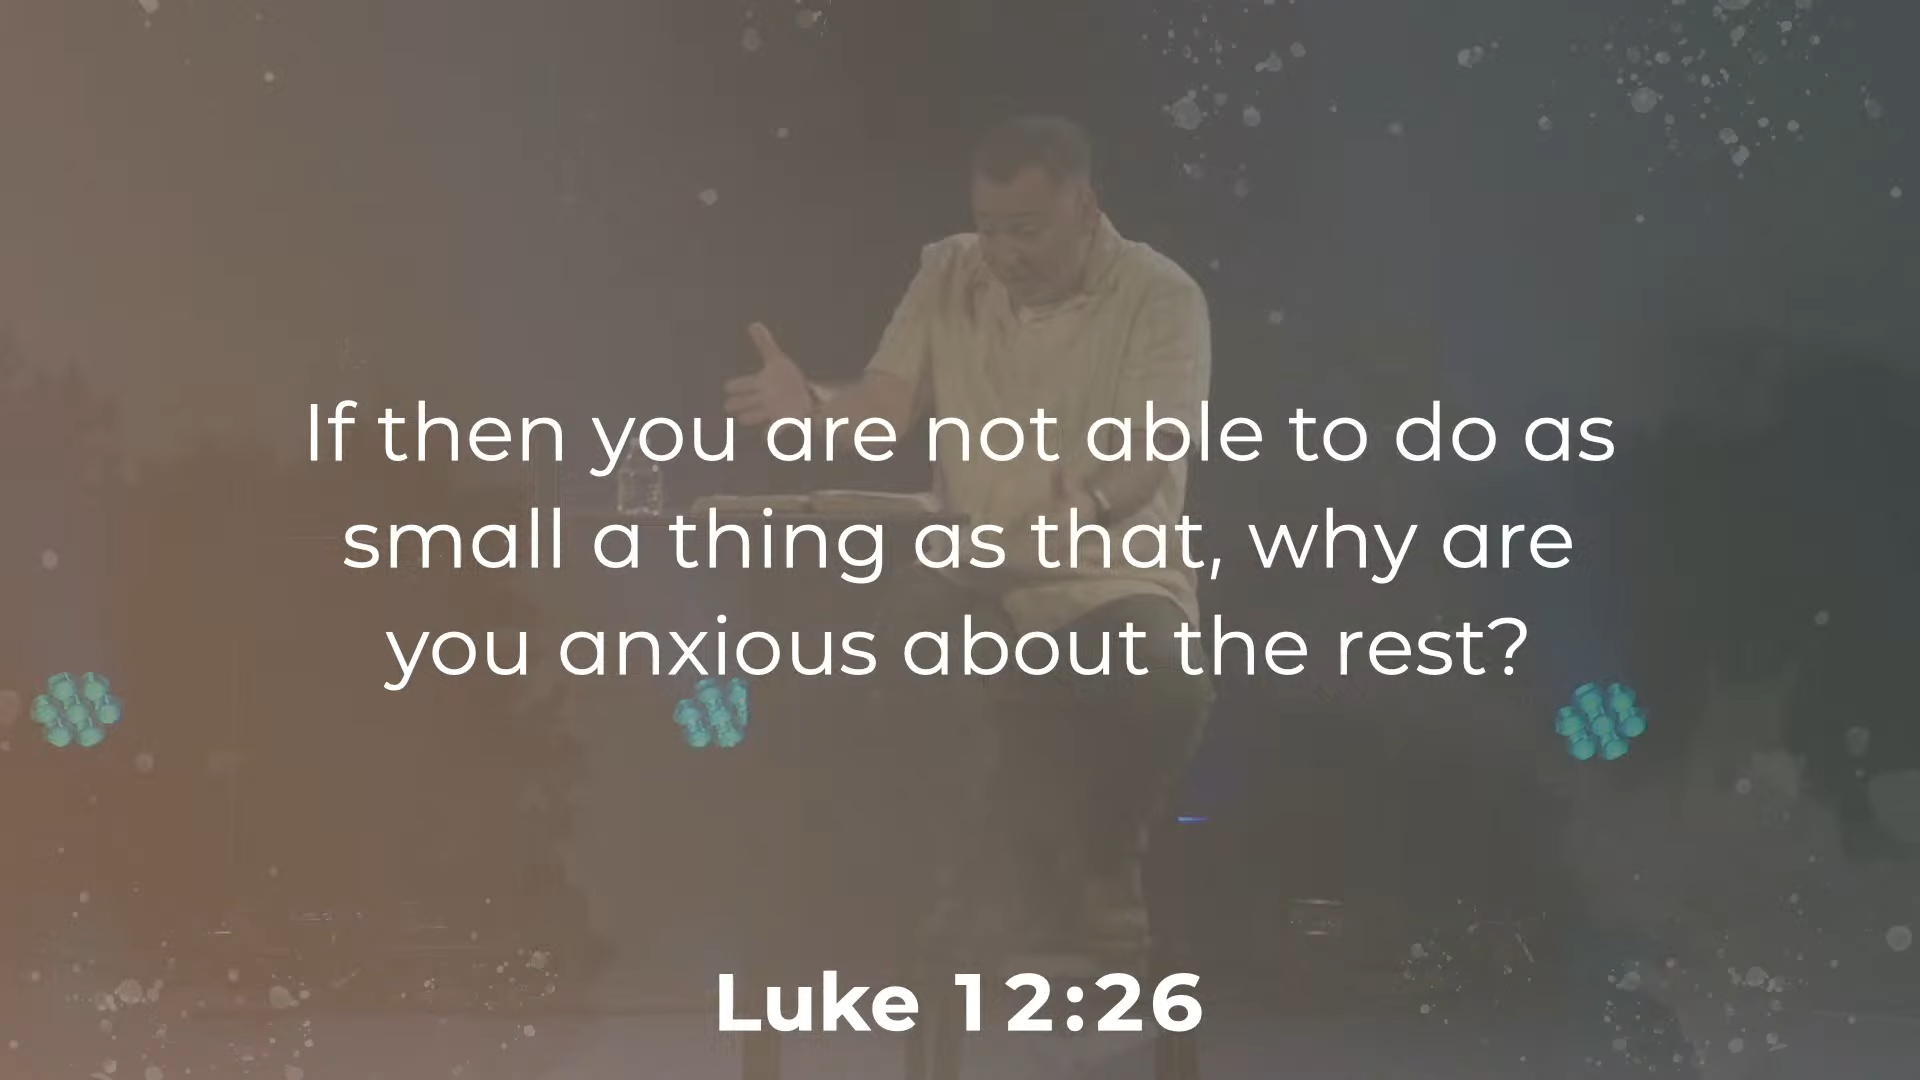 If then you are not able to do as
small a thing as that, why are
you anxious about the rest?
Luke 12:26